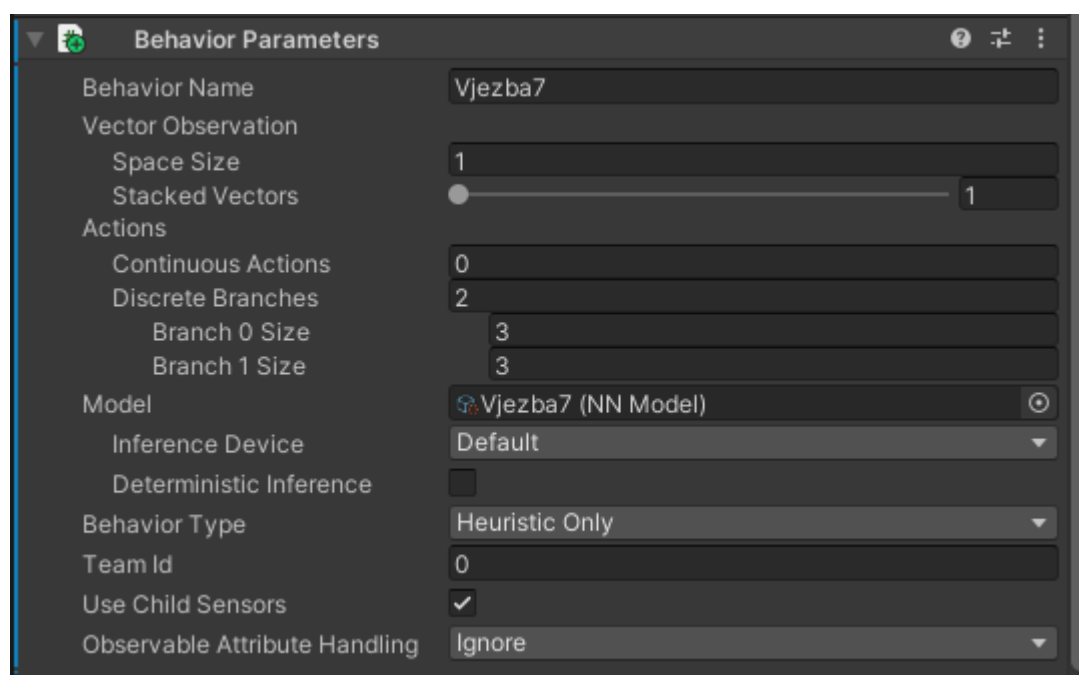 Behavior Parameters
Behavior Name Vjezba7
Vector Observation
Space Size 1
Stacked Vectors 1
Actions
Continuous Actions 0
Discrete Branches 2
Branch 0 Size 3
Branch 1 Size 3
Model Vjezba7 (NN Model)
Inference Device Default
Deterministic Inference
Behavior Type Heuristic Only
Team Id 0
Use Child Sensors
Observable Attribute Handling Ignore